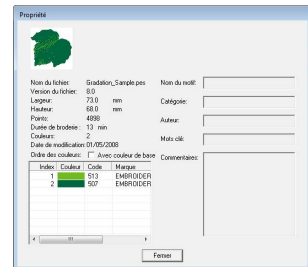 Propriété
Nom du fichier: Gradation_Sample.pes
Version du fichier: 8.0
Largeur: 73.0 mm
Hauteur: 68.0 mm
Points: 4898
Durée de broderie: 13 min
Couleurs: 2
Date de modification: 01/05/2008
Ordre des couleurs: Avec couleur de base
Index Couleur Code Marque
1 513 EMBROIDER
2 507 EMBROIDER
Nom du motif:
Catégorie:
Auteur:
Mots clé:
Commentaires:
Fermer